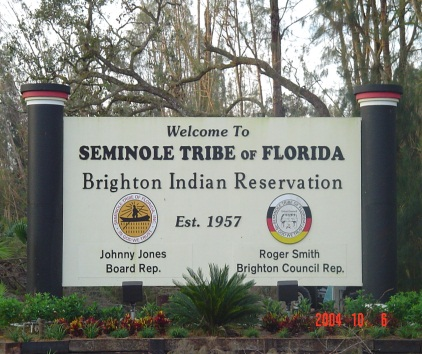 Welcome To
SEMINOLE TRIBE OF FLORIDA
Brighton Indian Reservation
Est. 1957
Johnny Jones
Board Rep.
Roger Smith
Brighton Council Rep.
2004 10 6